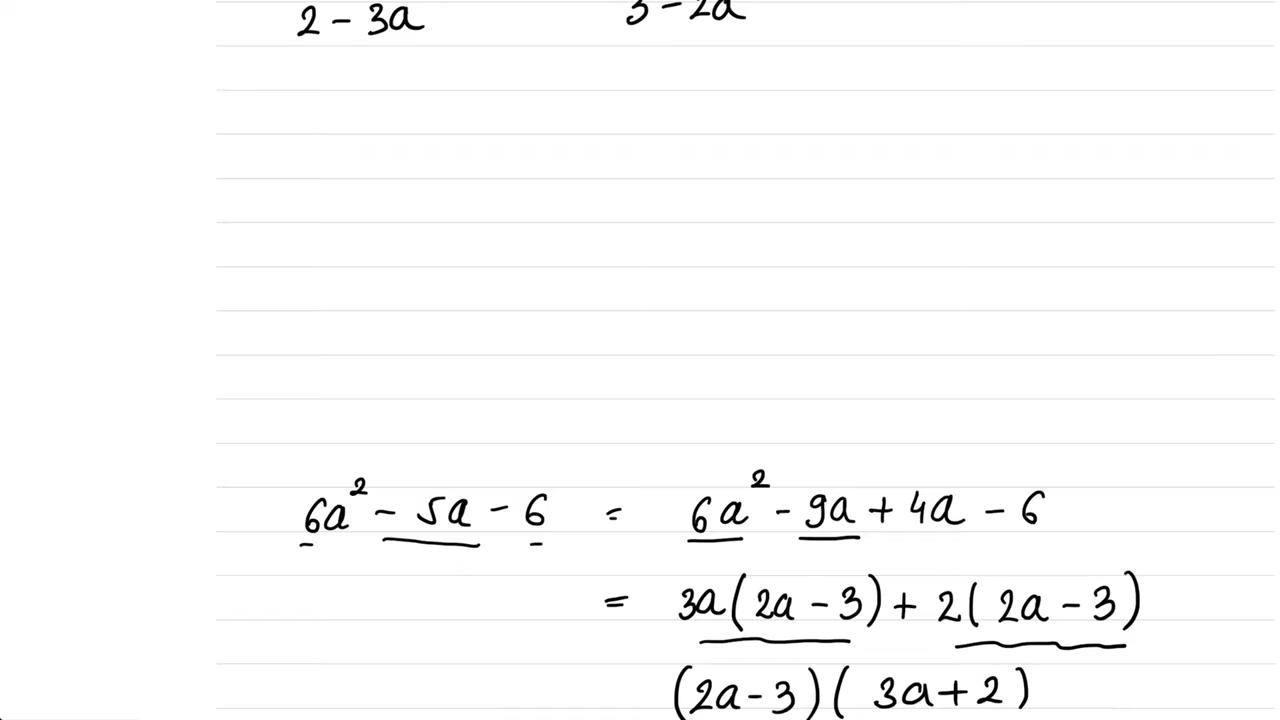 2 - 3a 3 - 2a
6a² - 5a - 6 = 6a² - 9a + 4a - 6
= 3a(2a - 3) + 2(2a - 3)
(2a - 3)(3a + 2)